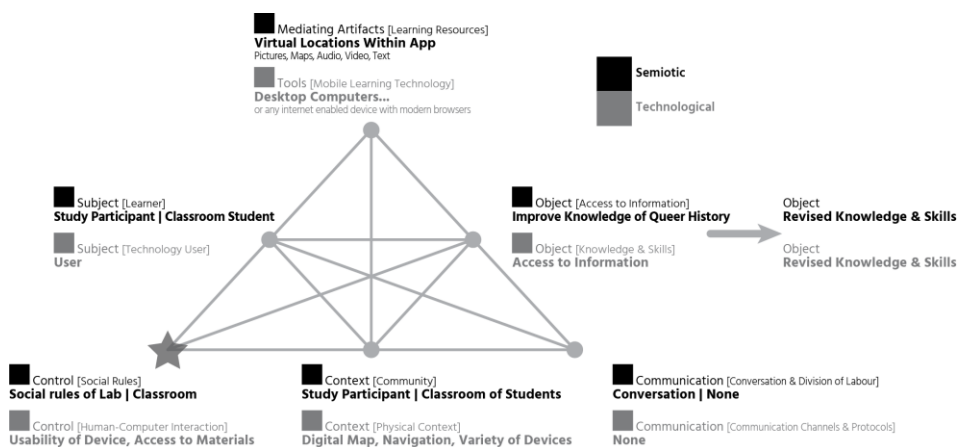 Mediating Artifacts [Learning Resources]
Virtual Locations Within App
Pictures, Maps, Audio, Video, Text
Tools [Mobile Learning Technology]
Desktop Computers...
or any internet enabled device with modern browsers
Semiotic
Technological
Subject [Learner]
Study Participant | Classroom Student
Subject [Technology User]
User
Object [Access to Information]
Improve Knowledge of Queer History
Object [Knowledge & Skills]
Access to Information
Object
Revised Knowledge & Skills
Object
Revised Knowledge & Skills
Control [Social Rules]
Social rules of Lab | Classroom
Control [Human-Computer Interaction]
Usability of Device, Access to Materials
Context [Community]
Study Participant | Classroom of Students
Context [Physical Context]
Digital Map, Navigation, Variety of Devices
Communication [Conversation & Division of Labour]
Conversation | None
Communication [Communication Channels & Protocols]
None